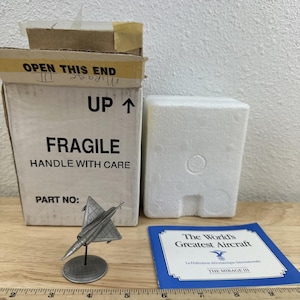 OPEN THIS END
UP ↑
FRAGILE
HANDLE WITH CARE
PART NO:
The World's
Greatest Aircraft
THE MIRAGE III